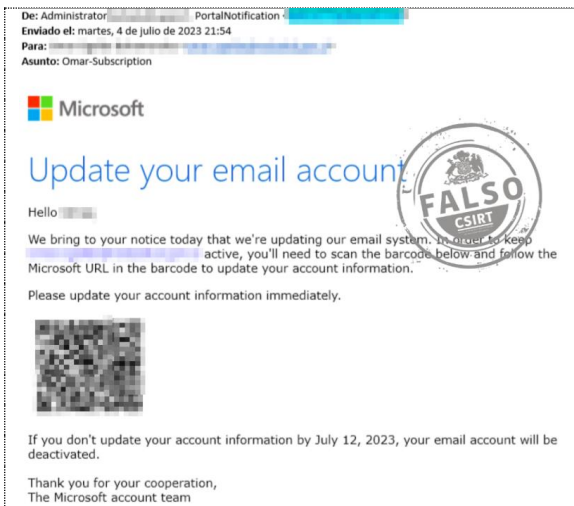 De: Administrator PortalNotification
Enviado el: martes, 4 de julio de 2023 21:54
Para:
Asunto: Omar-Subscription
Microsoft
Update your email account
FALSO
CSIRT
Hello
We bring to your notice today that we're updating our email system. In order to keep
active, you'll need to scan the barcode below and follow the
Microsoft URL in the barcode to update your account information.
Please update your account information immediately.
If you don't update your account information by July 12, 2023, your email account will be
deactivated.
Thank you for your cooperation,
The Microsoft account team